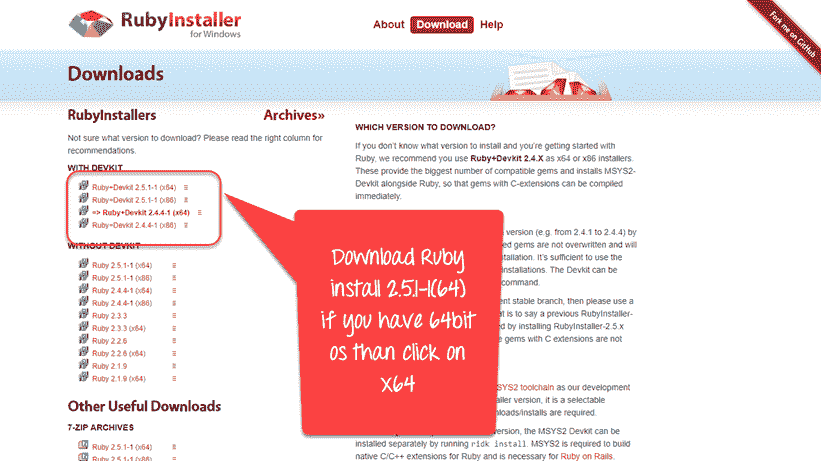 RubyInstaller
for Windows
About Download Help
Fork me on GitHub
Downloads
RubyInstallers Archives»
Not sure what version to download? Please read the right column for
recommendations.
WITH DEVKIT
Ruby+Devkit 2.5.1-1 (x64)
Ruby+Devkit 2.5.1-1 (x86)
=> Ruby+Devkit 2.4.4-1 (x64)
Ruby+Devkit 2.4.4-1 (x86)
WITHOUT DEVKIT
Ruby 2.5.1-1 (x64)
Ruby 2.5.1-1 (x86)
Ruby 2.4.4-1 (x64)
Ruby 2.4.4-1 (x86)
Ruby 2.3.3
Ruby 2.3.3 (x64)
Ruby 2.2.6
Ruby 2.2.6 (x64)
Ruby 2.1.9
Ruby 2.1.9 (x64)
Other Useful Downloads
7-ZIP ARCHIVES
Ruby 2.5.1-1 (x64)
Ruby 2.5.1-1 (x86)
WHICH VERSION TO DOWNLOAD?
If you don't know what version to install and you're getting started with
Ruby, we recommend you use Ruby+Devkit 2.4.X as x64 or x86 installers.
These provide the biggest number of compatible gems and installs MSYS2-
Devkit alongside Ruby, so that gems with C-extensions can be compiled
immediately.
version (e.g. from 2.4.1 to 2.4.4) by
ed gems are not overwritten and will
tallation. It's sufficient to use the
installations. The Devkit can be
command.
ent stable branch, then please use a
at is to say a previous RubyInstaller-
ed by installing RubyInstaller-2.5.x
e gems with C extensions are not
SYS2 toolchain as our development
aller version, it is a selectable
wnloads/installs are required.
version, the MSYS2 Devkit can be
installed separately by running ridk install. MSYS2 is required to build
native C/C++ extensions for Ruby and is necessary for Ruby on Rails.
Download Ruby
install 2.5.1-1(64)
if you have 64bit
os than click on
X64